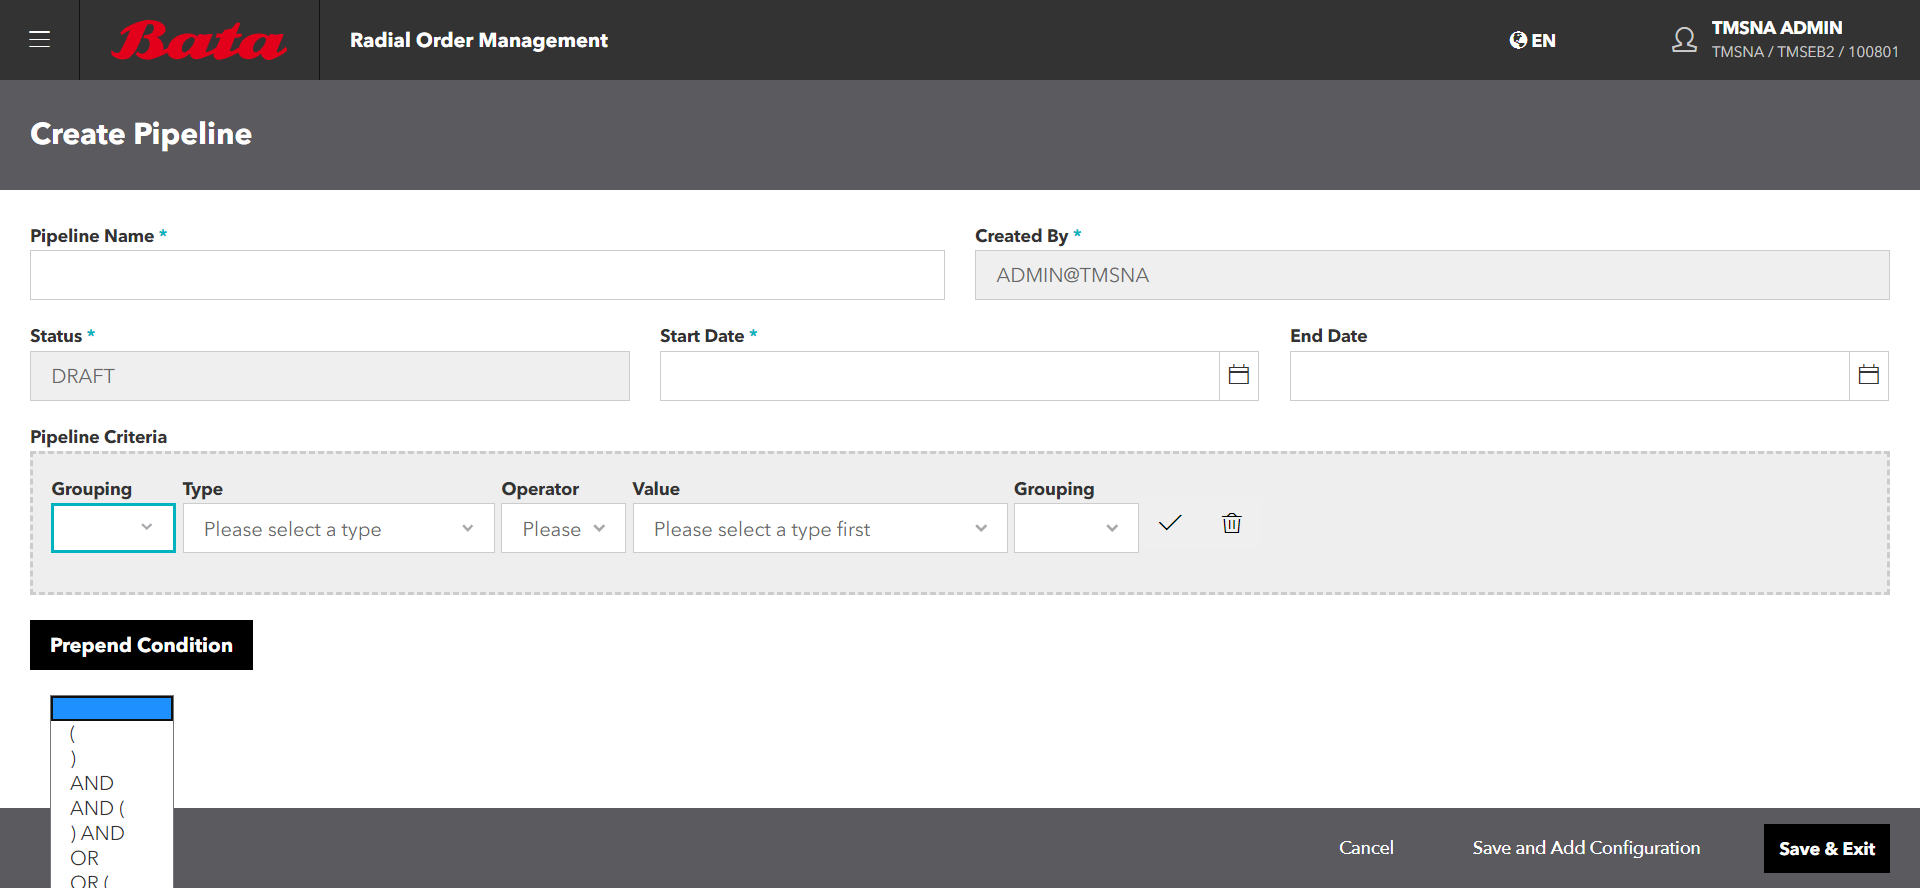 Bata
Radial Order Management
EN
TMSNA ADMIN
TMSNA / TMSEB2 / 100801
Create Pipeline
Pipeline Name *
Created By *
ADMIN@TMSNA
Status *
Start Date *
End Date
DRAFT
Pipeline Criteria
Grouping
Type
Operator
Value
Grouping
Please select a type
Please
Please select a type first
Prepend Condition
(
)
AND
AND (
) AND
OR
OR (
Cancel
Save and Add Configuration
Save & Exit